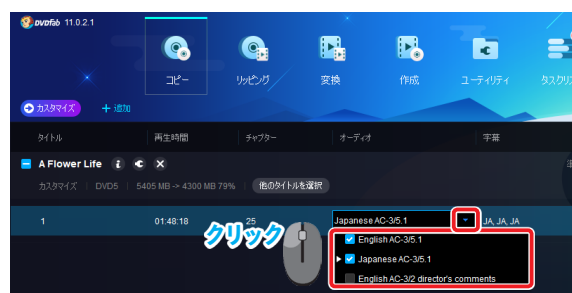 DVDFab 11.0.2.1
コピー リッピング 変換 作成 ユーティリティ
カスタマイズ + 追加
タイトル 再生時間 チャプター オーディオ 字幕
A Flower Life
カスタマイズ DVD5 5405 MB -> 4300 MB 79% 他のタイトルを選択
1 01:48:18 25 Japanese AC-3/5.1 JA, JA, JA
クリック
English AC-3/5.1
Japanese AC-3/5.1
English AC-3/2 director's comments